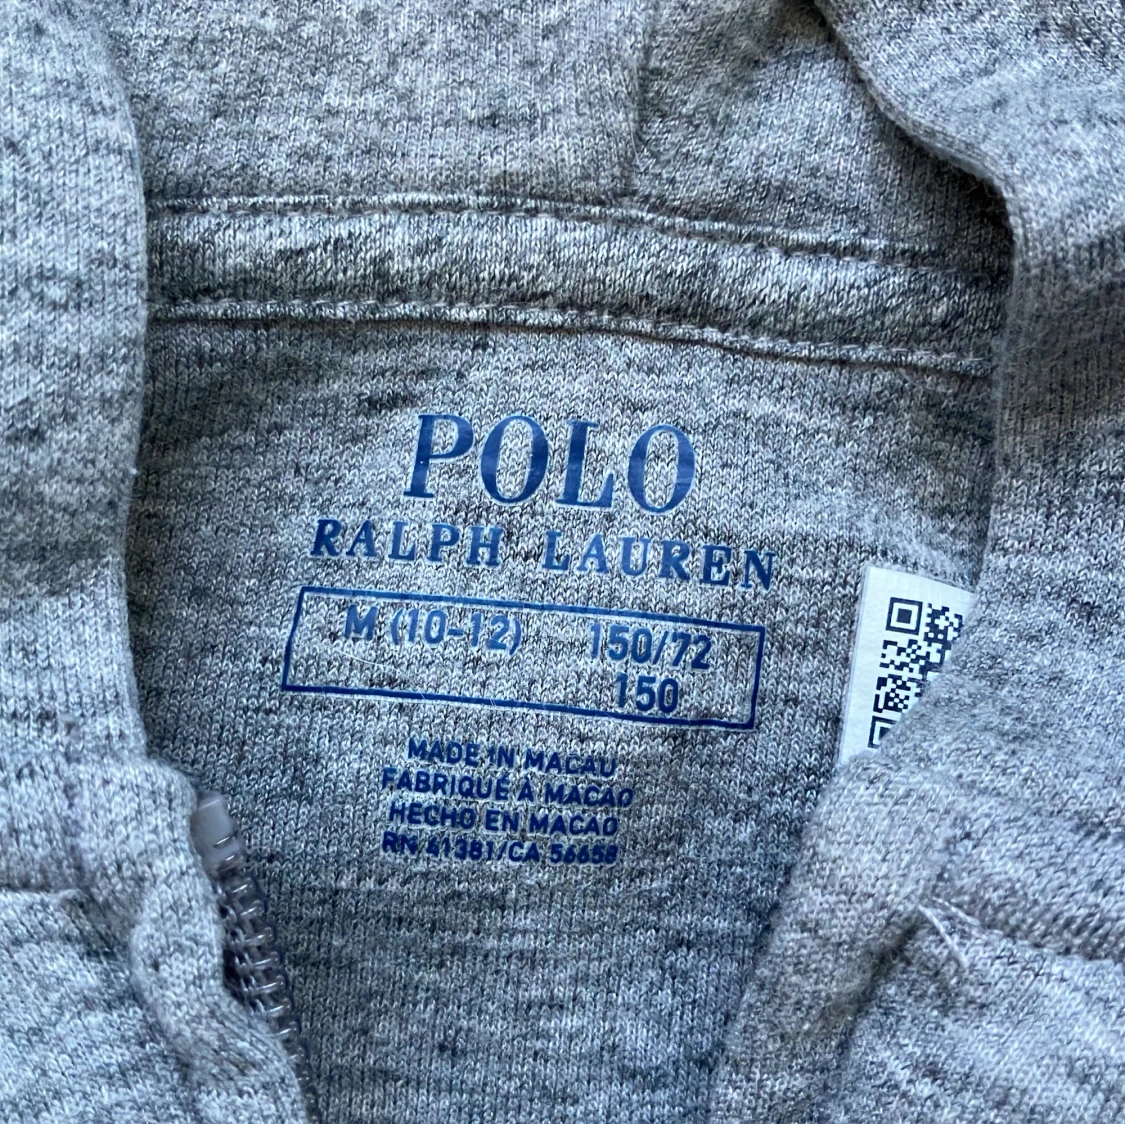 POLO
RALPH LAUREN
M (10-12) 150/72
150
MADE IN MACAU
FABRIQUÉ À MACAO
HECHO EN MACAO
RN 41381/CA 56658